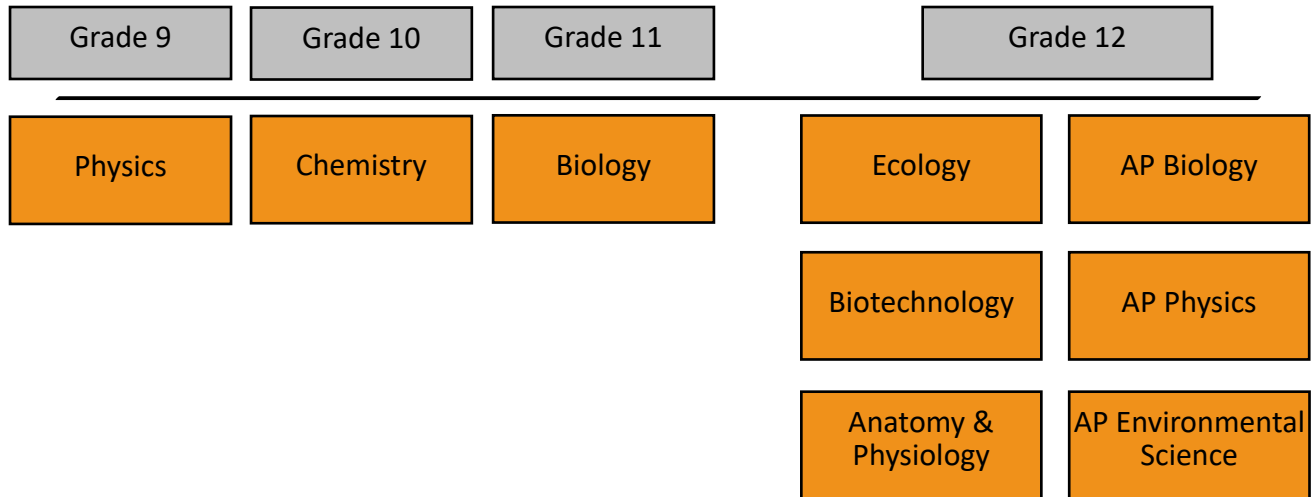 Grade 9
Grade 10
Grade 11
Grade 12
Physics
Chemistry
Biology
Ecology
AP Biology
Biotechnology
AP Physics
Anatomy &
Physiology
AP Environmental
Science